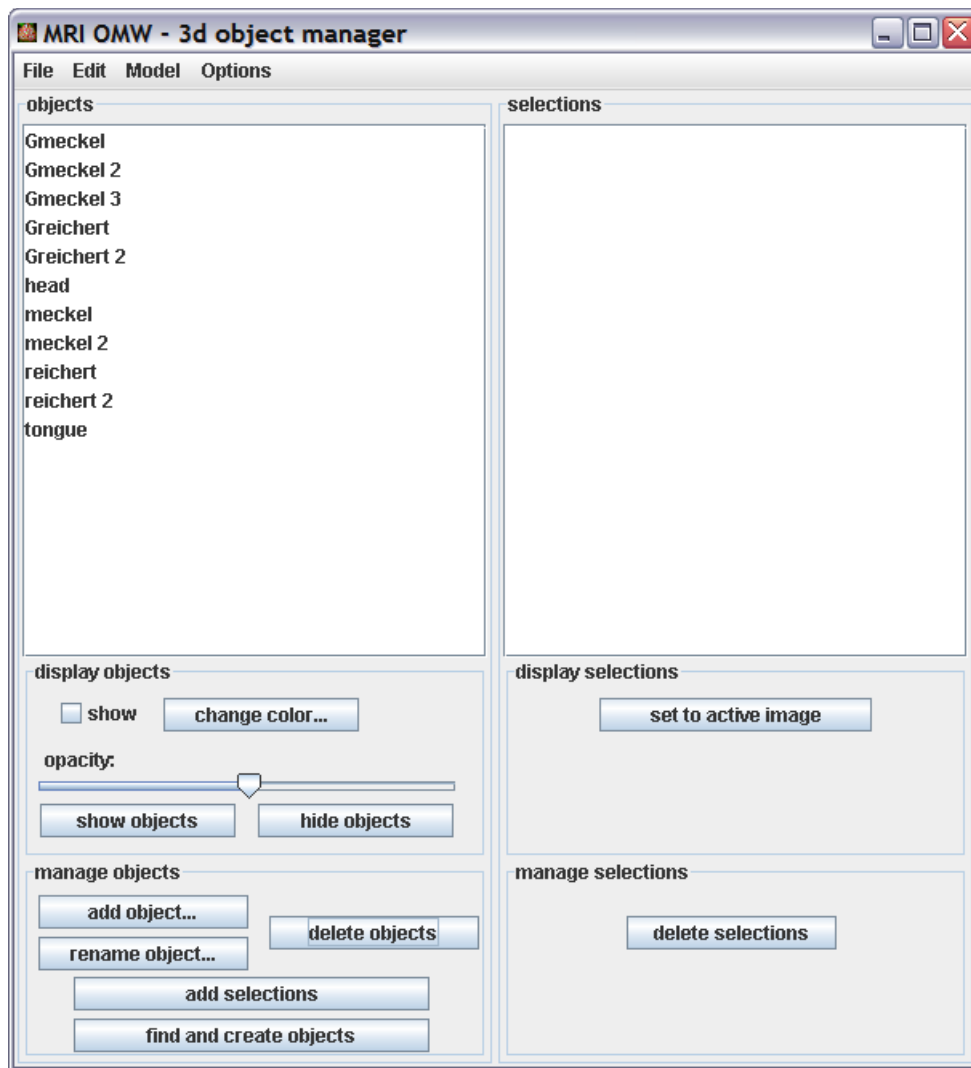 MRI OMW - 3d object manager
File Edit Model Options
objects
Gmeckel
Gmeckel 2
Gmeckel 3
Greichert
Greichert 2
head
meckel
meckel 2
reichert
reichert 2
tongue
selections
display objects
show
change color...
opacity:
show objects
hide objects
display selections
set to active image
manage objects
add object...
rename object...
delete objects
add selections
find and create objects
manage selections
delete selections